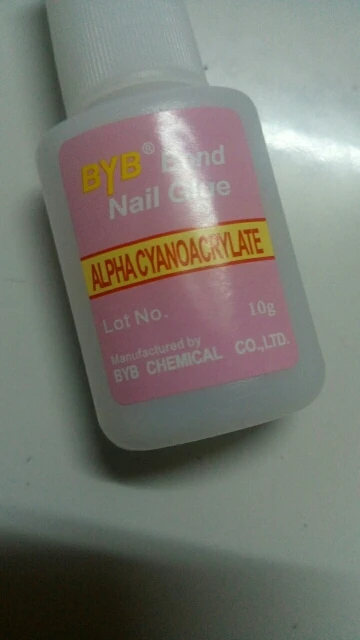 BYB® Bond
Nail Glue
ALPHA CYANOACRYLATE
Lot No. 10g
Manufactured by
BYB CHEMICAL CO.,LTD.